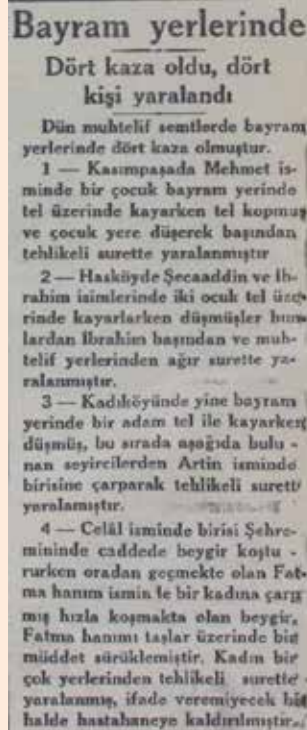 Bayram yerlerinde
Dört kaza oldu, dört
kişi yaralandı
Dün muhtelif semtlerde bayram
yerlerinde dört kaza olmuştur.
1 — Kasımpaşada Mehmet is-
minde bir çocuk bayram yerinde
tel üzerinde kayarken tel kopmuş
ve çocuk yere düşerek başından
tehlikeli surette yaralanmıştır
2 — Hasköyde Şecaaddin ve İb-
rahim isimlerinde iki ocuk tel üze-
rinde kayarlarken düşmüşler bun-
lardan Ibrahim başından ve muh-
telif yerlerinden ağır surette ya-
ralanmıştır.
3 — Kadıköyünde yine bayram
yerinde bir adam tel ile kayarken
düşmüş, bu sırada aşağıda bulu -
nan seyircilerden Artin isminde
birisine çarparak tehlikeli surette
yaralamıştır.
4 — Celâl isminde birisi Şehre-
mininde caddede beygir koştu -
rurken oradan geçmekte olan Fat-
ma hanım ismin le bir kadına çarp
mış hızla koşmakta olan beygir,
Fatma hanımı taşlar üzerinde bir
müddet sürüklemiştir. Kadın bir
çok yerlerinden tehlikeli surette
yaralanmış, ifade veremiyecek bir
halde hastahaneye kaldırılmıştır.